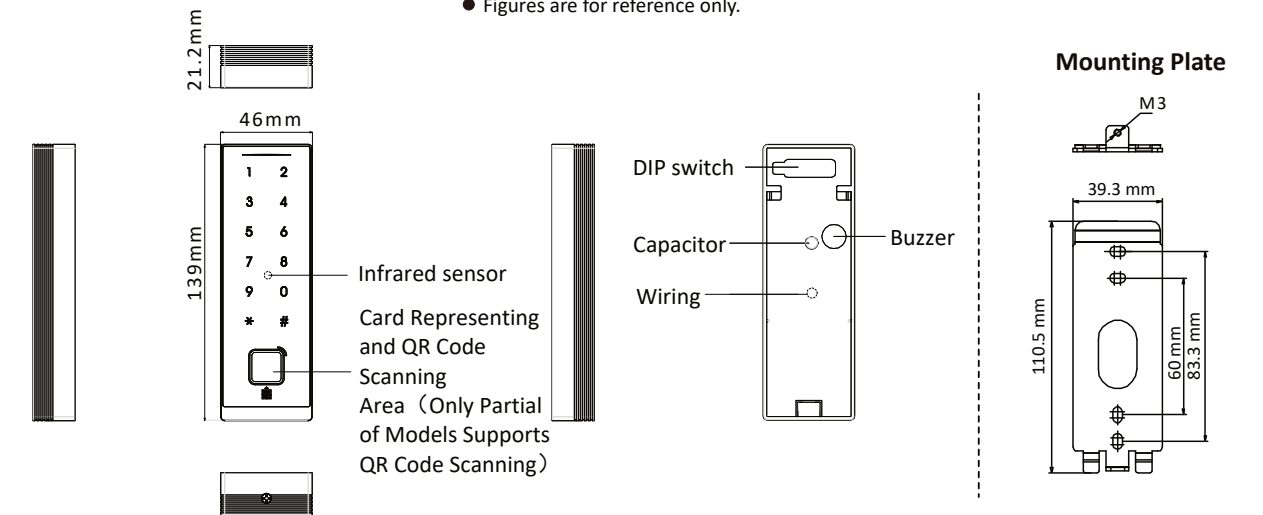 ● Figures are for reference only.
21.2mm
46mm
139mm
1 2
3 4
5 6
7 8
9 0
* #
Infrared sensor
Card Representing
and QR Code
Scanning
Area（Only Partial
of Models Supports
QR Code Scanning）
DIP switch
Capacitor
Buzzer
Wiring
Mounting Plate
M3
39.3 mm
110.5 mm
60 mm
83.3 mm